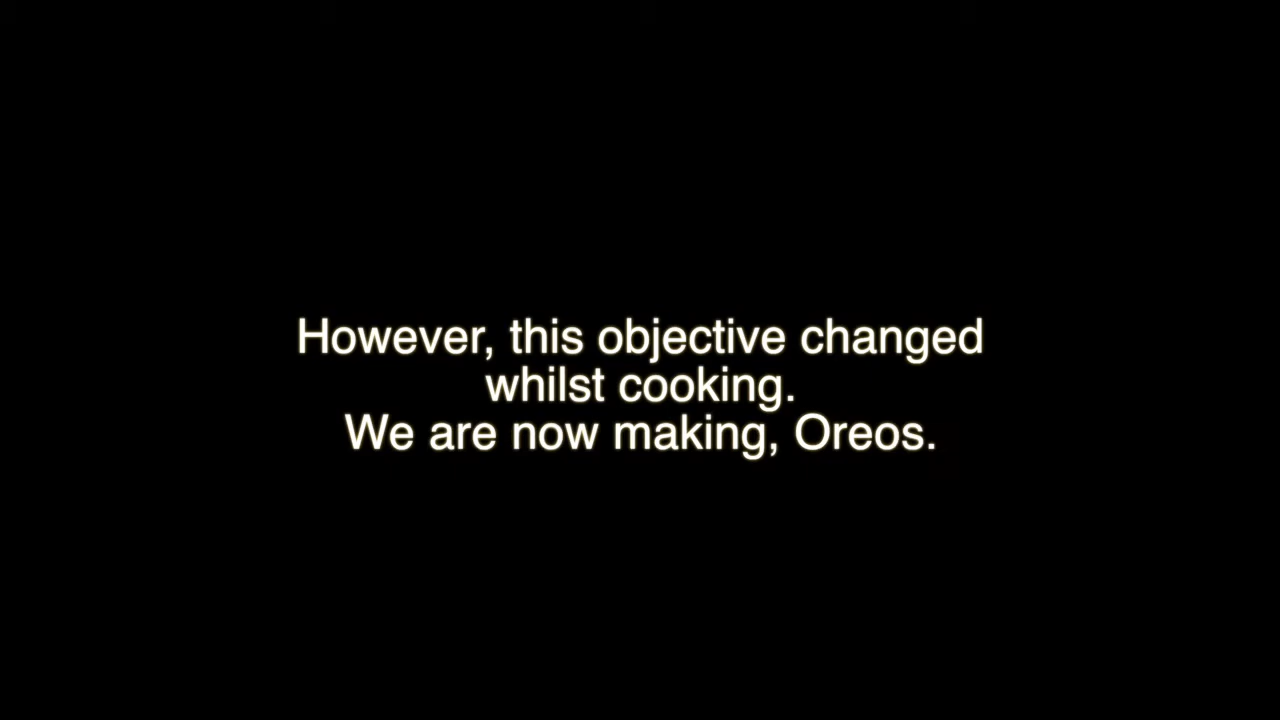 However, this objective changed
whilst cooking.
We are now making, Oreos.